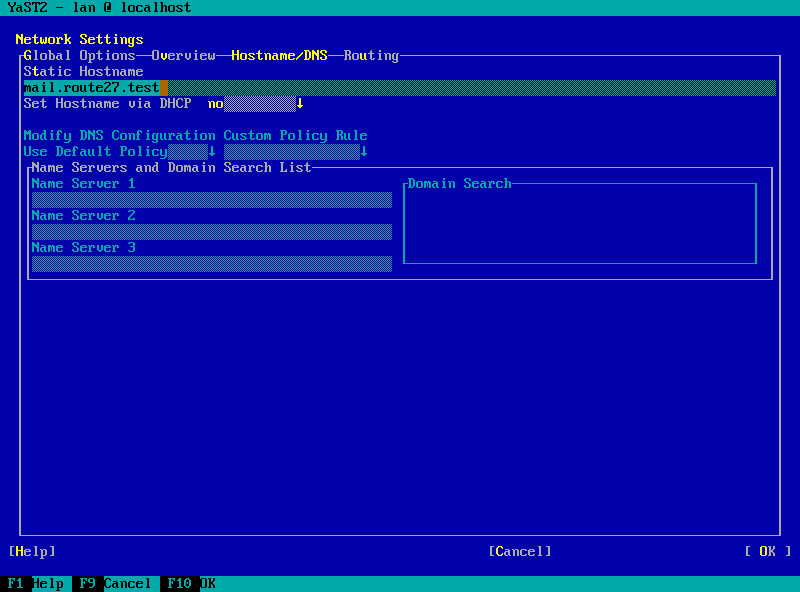 YaST2 - lan @ localhost
Network Settings
Global Options—Overview—Hostname/DNS—Routing
Static Hostname
mail.route27.test
Set Hostname via DHCP no↓
Modify DNS Configuration Custom Policy Rule
Use Default Policy ↓ ↓
Name Servers and Domain Search List
Name Server 1 Domain Search
Name Server 2
Name Server 3
[Help] [Cancel] [ OK ]
F1 Help F9 Cancel F10 OK